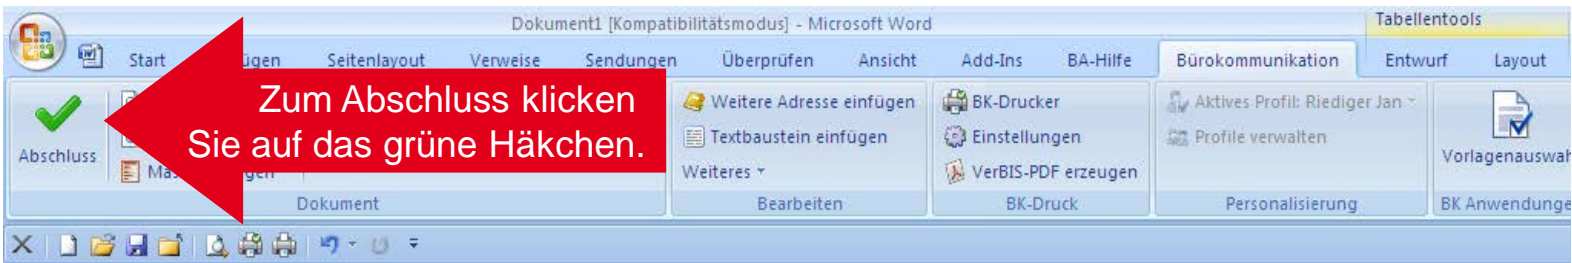 Dokument1 [Kompatibilitätsmodus] - Microsoft Word
Tabellentools
Start
Seitenlayout
Verweise
Sendungen
Überprüfen
Ansicht
Add-Ins
BA-Hilfe
Bürokommunikation
Entwurf
Layout
Abschluss
Zum Abschluss klicken
Sie auf das grüne Häkchen.
Weitere Adresse einfügen
Textbaustein einfügen
Weiteres
BK-Drucker
Einstellungen
VerBIS-PDF erzeugen
Aktives Profil: Riediger Jan
Profile verwalten
Vorlagenauswah
Dokument
Bearbeiten
BK-Druck
Personalisierung
BK Anwendunge